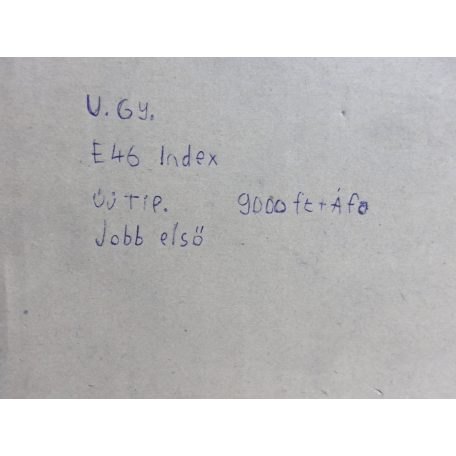 U.Gy.
E46 Index
ÚJ TIP. 9000 ft+Áfa
Jobb első